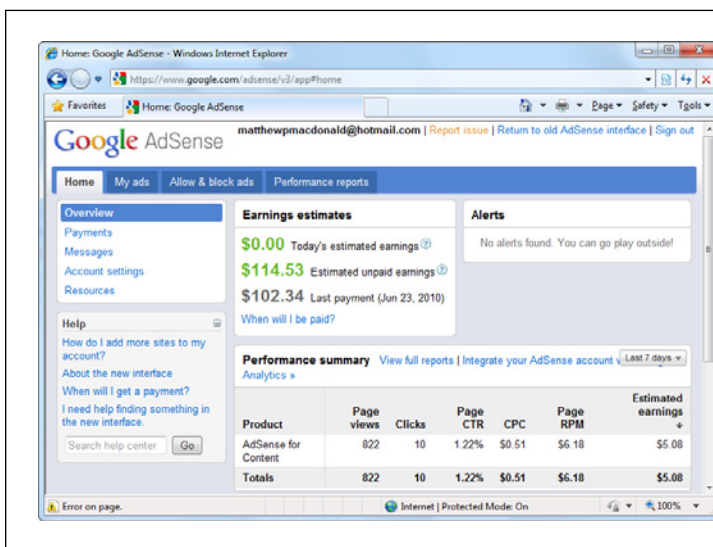 Home: Google AdSense - Windows Internet Explorer
https://www.google.com/adsense/v3/app#home
Favorites Home: Google AdSense Page Safety Tools
Google AdSense
matthewpmacdonald@hotmail.com | Report issue | Return to old AdSense interface | Sign out
Home My ads Allow & block ads Performance reports
Overview
Payments
Messages
Account settings
Resources
Help
How do I add more sites to my
account?
About the new interface
When will I get a payment?
I need help finding something in
the new interface.
Search help center Go
Earnings estimates
$0.00 Today's estimated earnings
$114.53 Estimated unpaid earnings
$102.34 Last payment (Jun 23, 2010)
When will I be paid?
Alerts
No alerts found. You can go play outside!
Performance summary View full reports | Integrate your AdSense account Last 7 days
Analytics »
Product Page views Clicks Page CTR CPC Page RPM Estimated earnings
AdSense for Content 822 10 1.22% $0.51 $6.18 $5.08
Totals 822 10 1.22% $0.51 $6.18 $5.08
Error on page. Internet | Protected Mode: On 100%